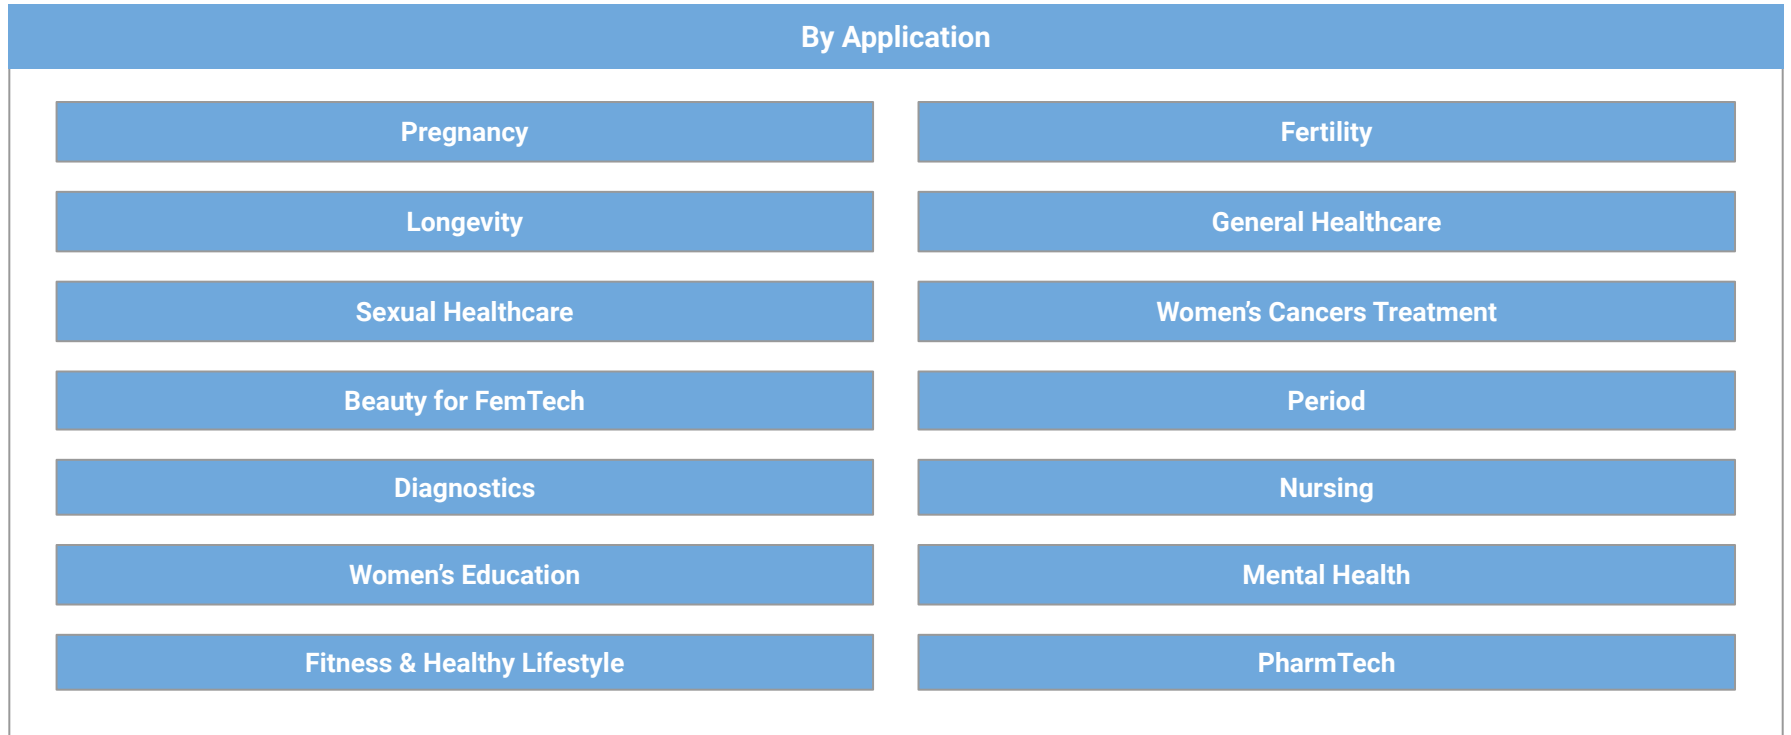 By Application
Pregnancy
Fertility
Longevity
General Healthcare
Sexual Healthcare
Women’s Cancers Treatment
Beauty for FemTech
Period
Diagnostics
Nursing
Women’s Education
Mental Health
Fitness & Healthy Lifestyle
PharmTech